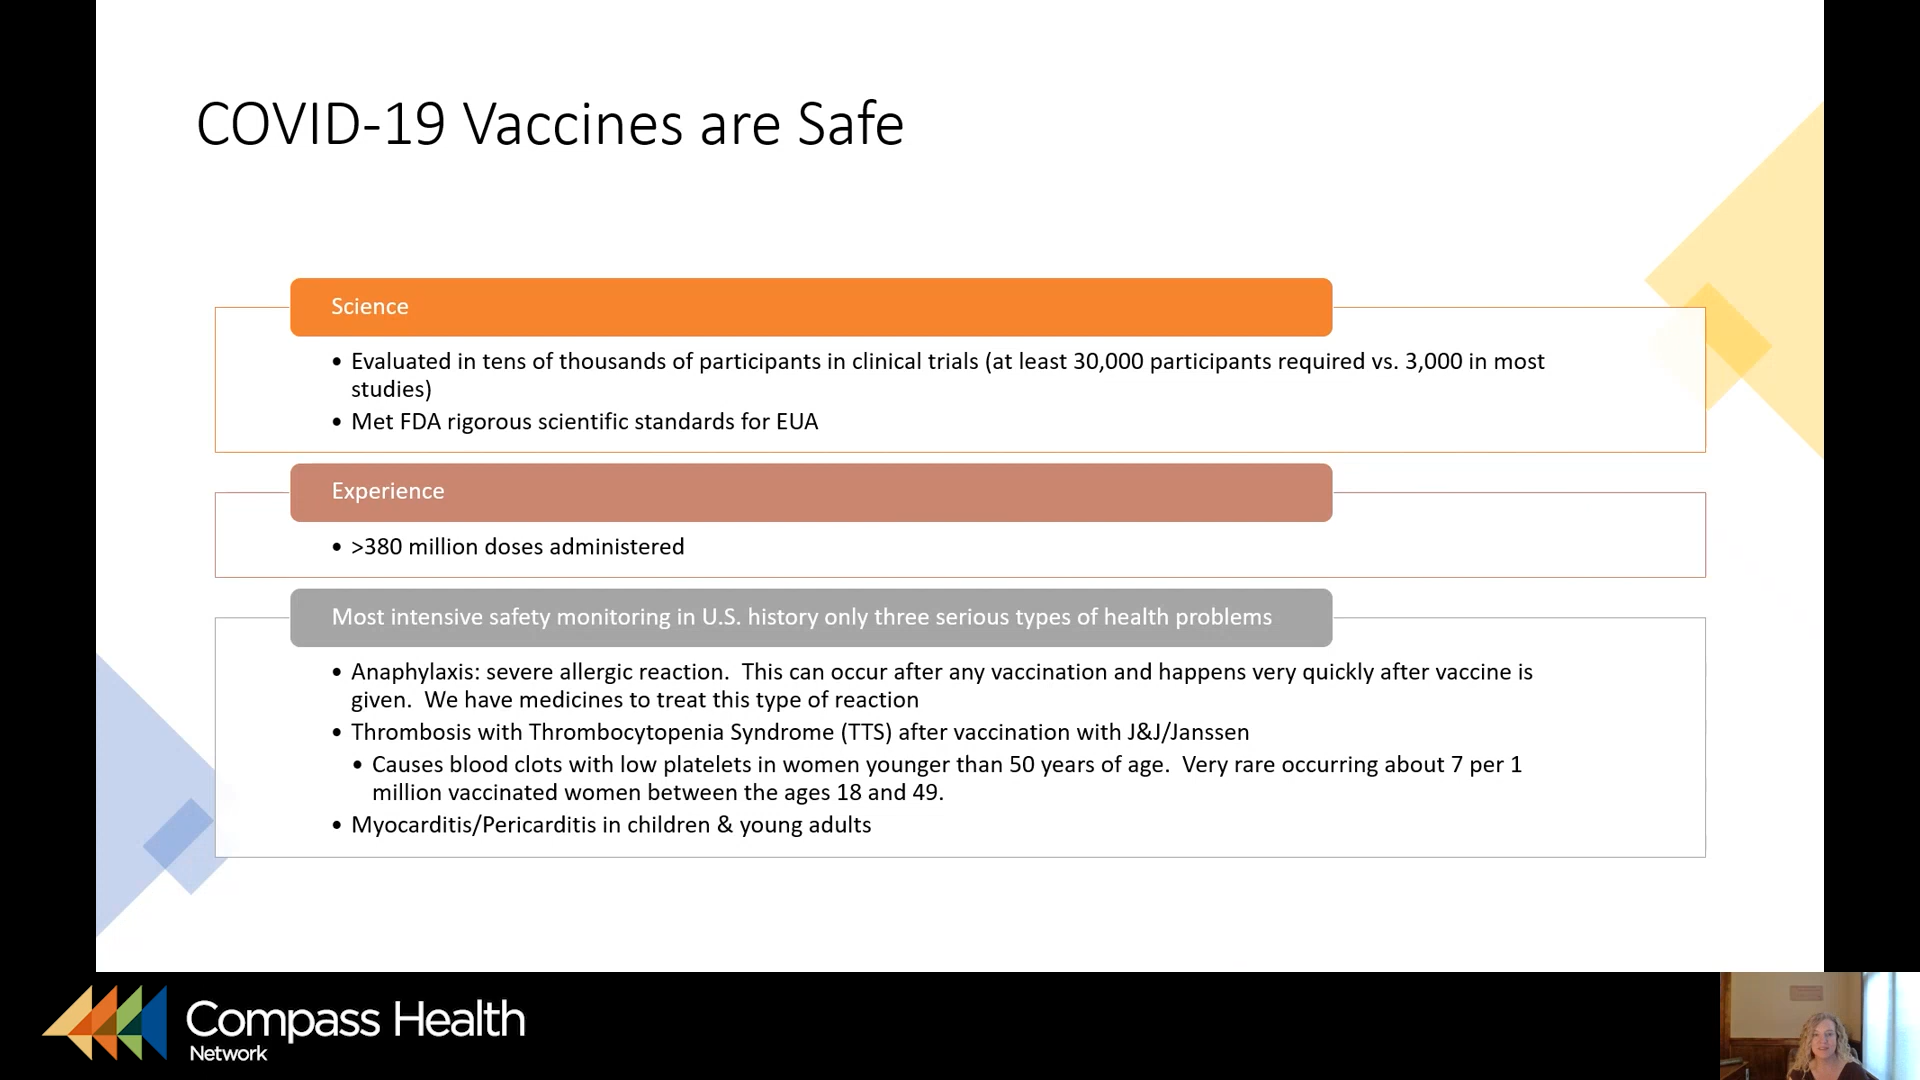 COVID-19 Vaccines are Safe
Science
• Evaluated in tens of thousands of participants in clinical trials (at least 30,000 participants required vs. 3,000 in most
studies)
• Met FDA rigorous scientific standards for EUA
Experience
• >380 million doses administered
Most intensive safety monitoring in U.S. history only three serious types of health problems
• Anaphylaxis: severe allergic reaction.  This can occur after any vaccination and happens very quickly after vaccine is
given.  We have medicines to treat this type of reaction
• Thrombosis with Thrombocytopenia Syndrome (TTS) after vaccination with J&J/Janssen
• Causes blood clots with low platelets in women younger than 50 years of age.  Very rare occurring about 7 per 1
million vaccinated women between the ages 18 and 49.
• Myocarditis/Pericarditis in children & young adults
Compass Health
Network